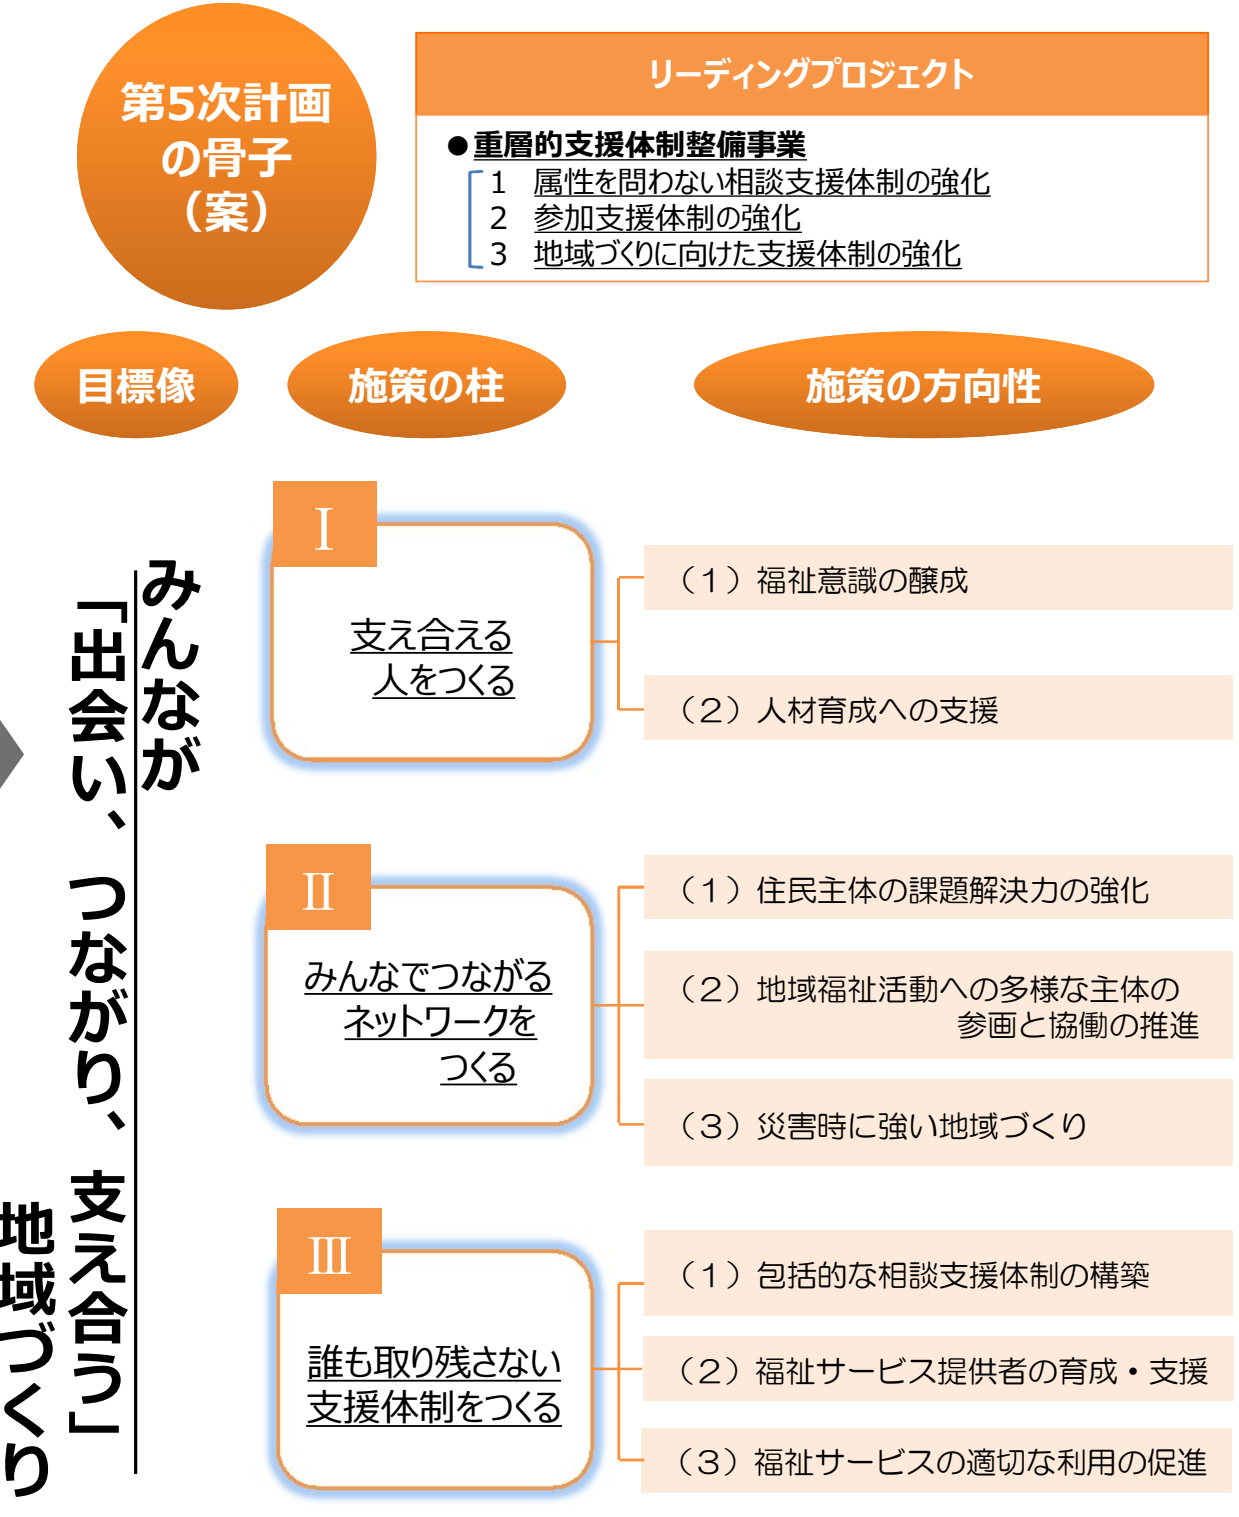 第5次計画
の骨子
（案）
リーディングプロジェクト
●重層的支援体制整備事業
1 属性を問わない相談支援体制の強化
2 参加支援体制の強化
3 地域づくりに向けた支援体制の強化
目標像
施策の柱
施策の方向性
みんなが
「出会い、つながり、支え合う」
地域づくり
Ⅰ
支え合える
人をつくる
（１）福祉意識の醸成
（２）人材育成への支援
Ⅱ
みんなでつながる
ネットワークを
つくる
（１）住民主体の課題解決力の強化
（２）地域福祉活動への多様な主体の
参画と協働の推進
（３）災害時に強い地域づくり
Ⅲ
誰も取り残さない
支援体制をつくる
（１）包括的な相談支援体制の構築
（２）福祉サービス提供者の育成・支援
（３）福祉サービスの適切な利用の促進